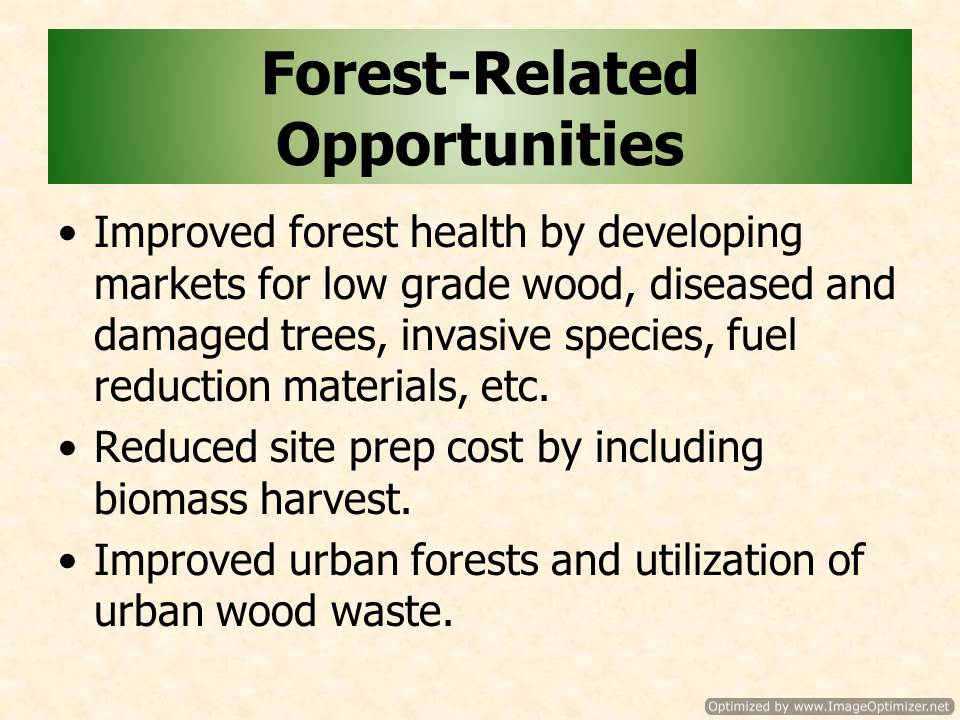 Forest-Related
Opportunities
• Improved forest health by developing
markets for low grade wood, diseased and
damaged trees, invasive species, fuel
reduction materials, etc.
• Reduced site prep cost by including
biomass harvest.
• Improved urban forests and utilization of
urban wood waste.
Optimized by www.ImageOptimizer.net